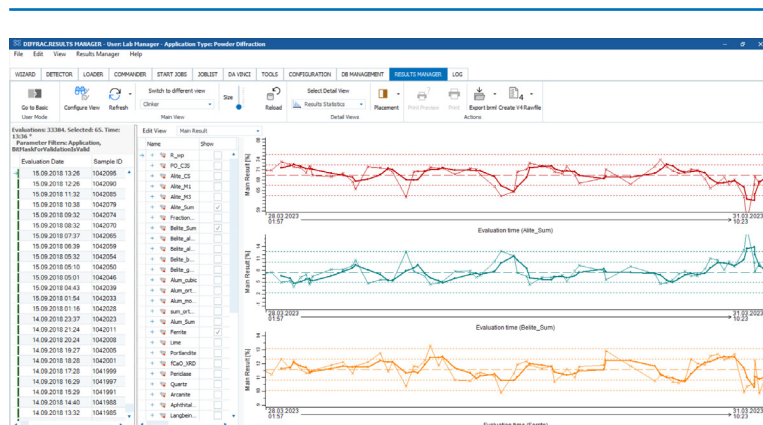 DIFFRAC.RESULTS MANAGER - User: Lab Manager - Application Type: Powder Diffraction
File Edit View Results Manager Help
WIZARD DETECTOR LOADER COMMANDER START JOBS JOBLIST DA VINCI TOOLS CONFIGURATION DB MANAGEMENT RESULTS MANAGER LOG
Switch to different view Size Select Detail View
Clinker Results Statistics
Go to Basic Configure View Refresh Reload Placement Print Preview Print Export brml Create V4 Rawfile
User Mode Main View Detail Views Actions
Evaluations: 33384. Selected: 65. Time:
13:36 *
Parameter Filters: Application,
BitMaskForValidationIsValid
Evaluation Date Sample ID
15.09.2018 13:26 1042095
15.09.2018 12:26 1042090
15.09.2018 11:32 1042085
15.09.2018 10:38 1042079
15.09.2018 09:32 1042074
15.09.2018 08:32 1042070
15.09.2018 07:37 1042065
15.09.2018 06:39 1042059
15.09.2018 05:32 1042054
15.09.2018 05:10 1042050
15.09.2018 05:01 1042046
15.09.2018 04:43 1042039
15.09.2018 01:54 1042033
15.09.2018 01:16 1042028
14.09.2018 23:37 1042023
14.09.2018 21:24 1042011
14.09.2018 20:24 1042008
14.09.2018 19:27 1042005
14.09.2018 18:28 1042001
14.09.2018 17:28 1041999
14.09.2018 16:29 1041997
14.09.2018 15:29 1041991
14.09.2018 14:40 1041988
14.09.2018 13:32 1041985
Edit View Main Result
Name Show
R_wp
FO_C3S
Alite_CS
Alite_M1
Alite_M3
Alite_Sum
Fraction...
Belite_Sum
Belite_al...
Belite_al...
Belite_b...
Belite_g...
Alum_cubic
Alum_ort...
Alum_mo...
sum_ort...
Alum_Sum
Ferrite
Lime
Portlandite
fCaO_XRD
Periclase
Quartz
Arcanite
Aphthital...
Langbein...
Main Result [%]
28.03.2023 31.03.2023
01:57 10:23
Evaluation time (Alite_Sum)
Main Result [%]
28.03.2023 31.03.2023
01:57 10:23
Evaluation time (Belite_Sum)
Main Result [%]
28.03.2023 31.03.2023
01:57 10:23
Evaluation time (Ferrite)